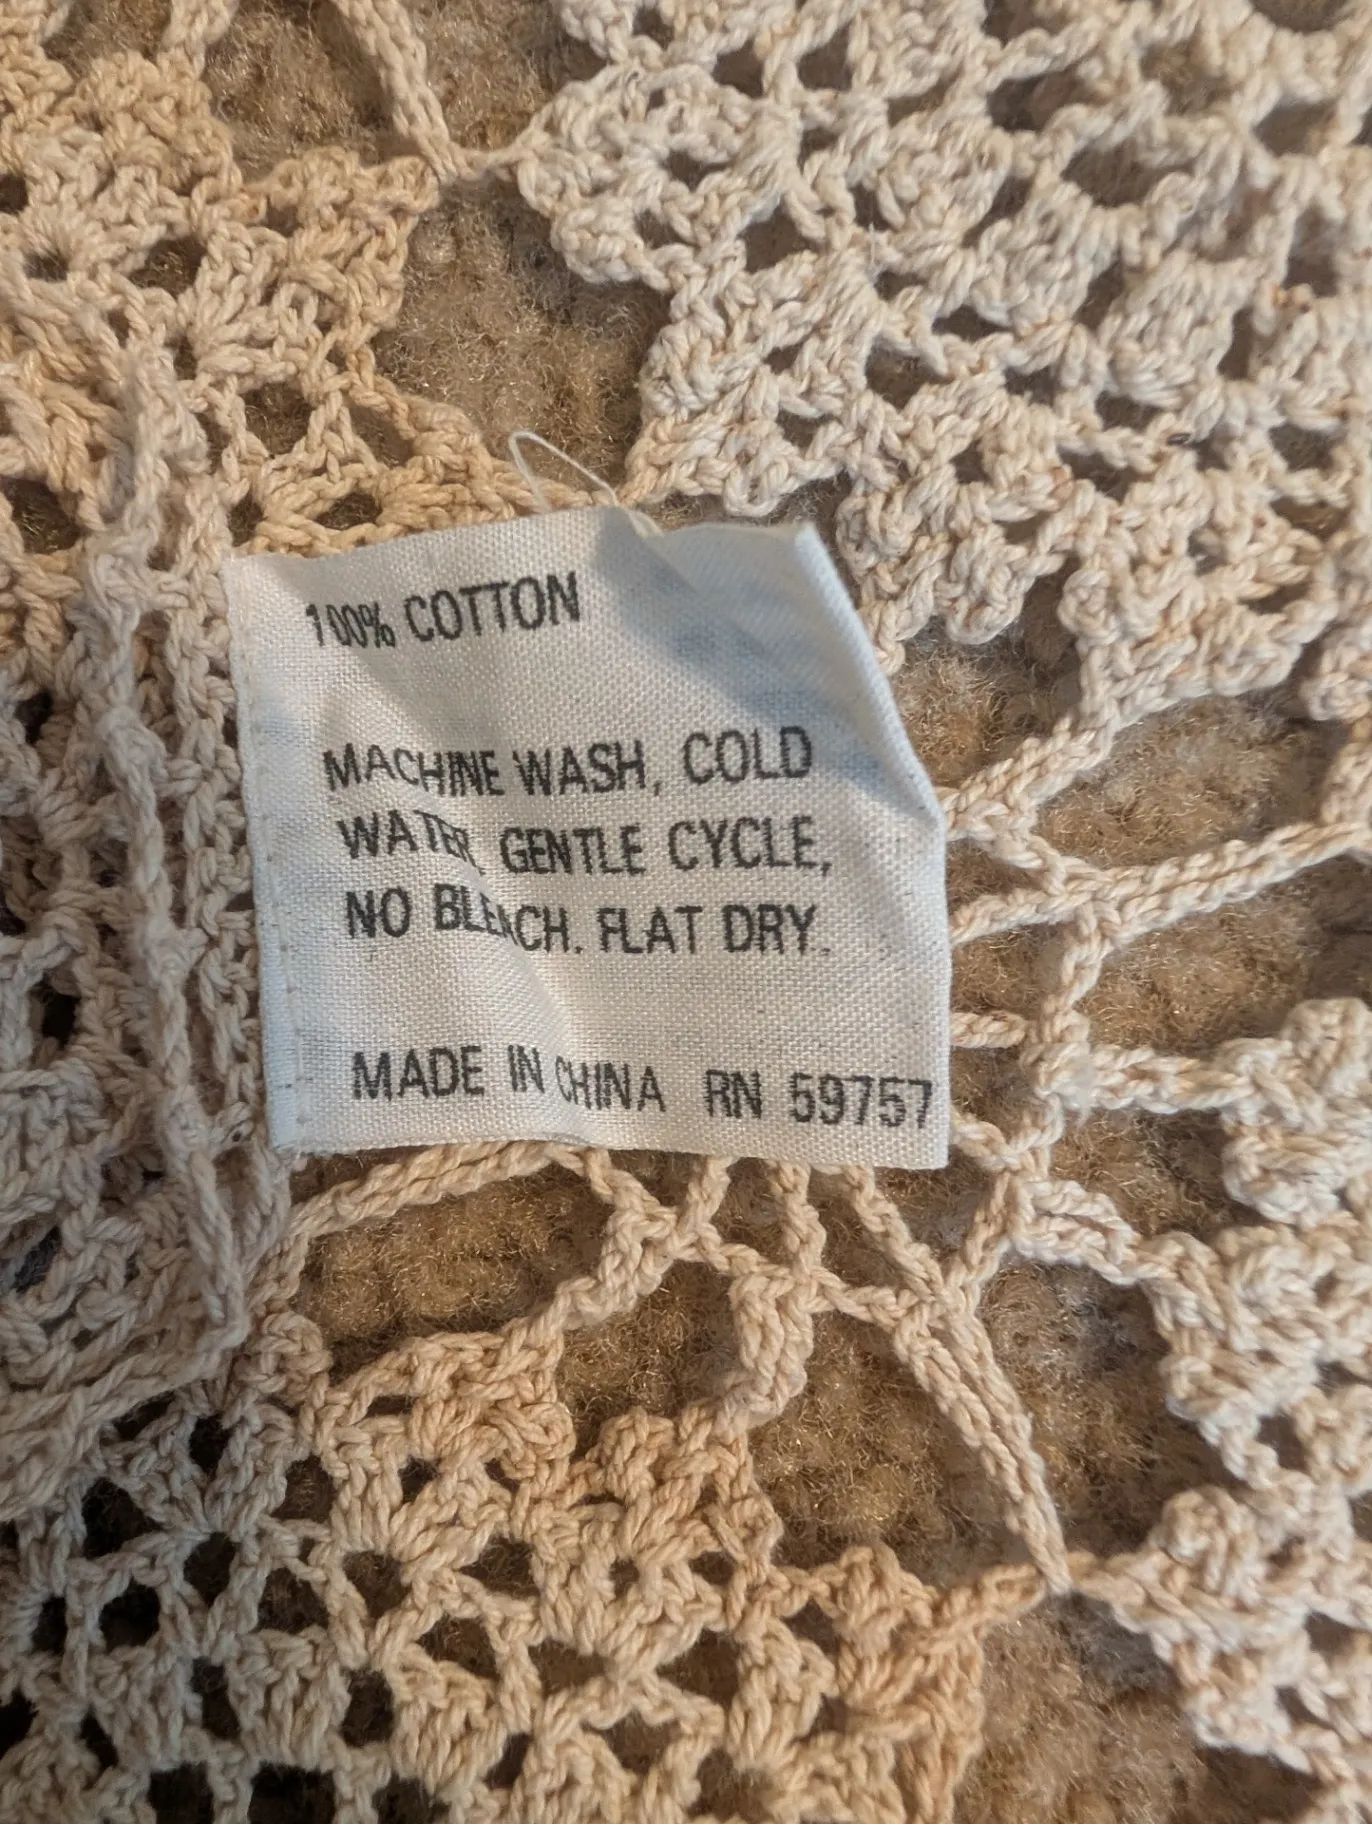 100% COTTON
MACHINE WASH, COLD
WATER, GENTLE CYCLE,
NO BLEACH. FLAT DRY.
MADE IN CHINA RN 59757